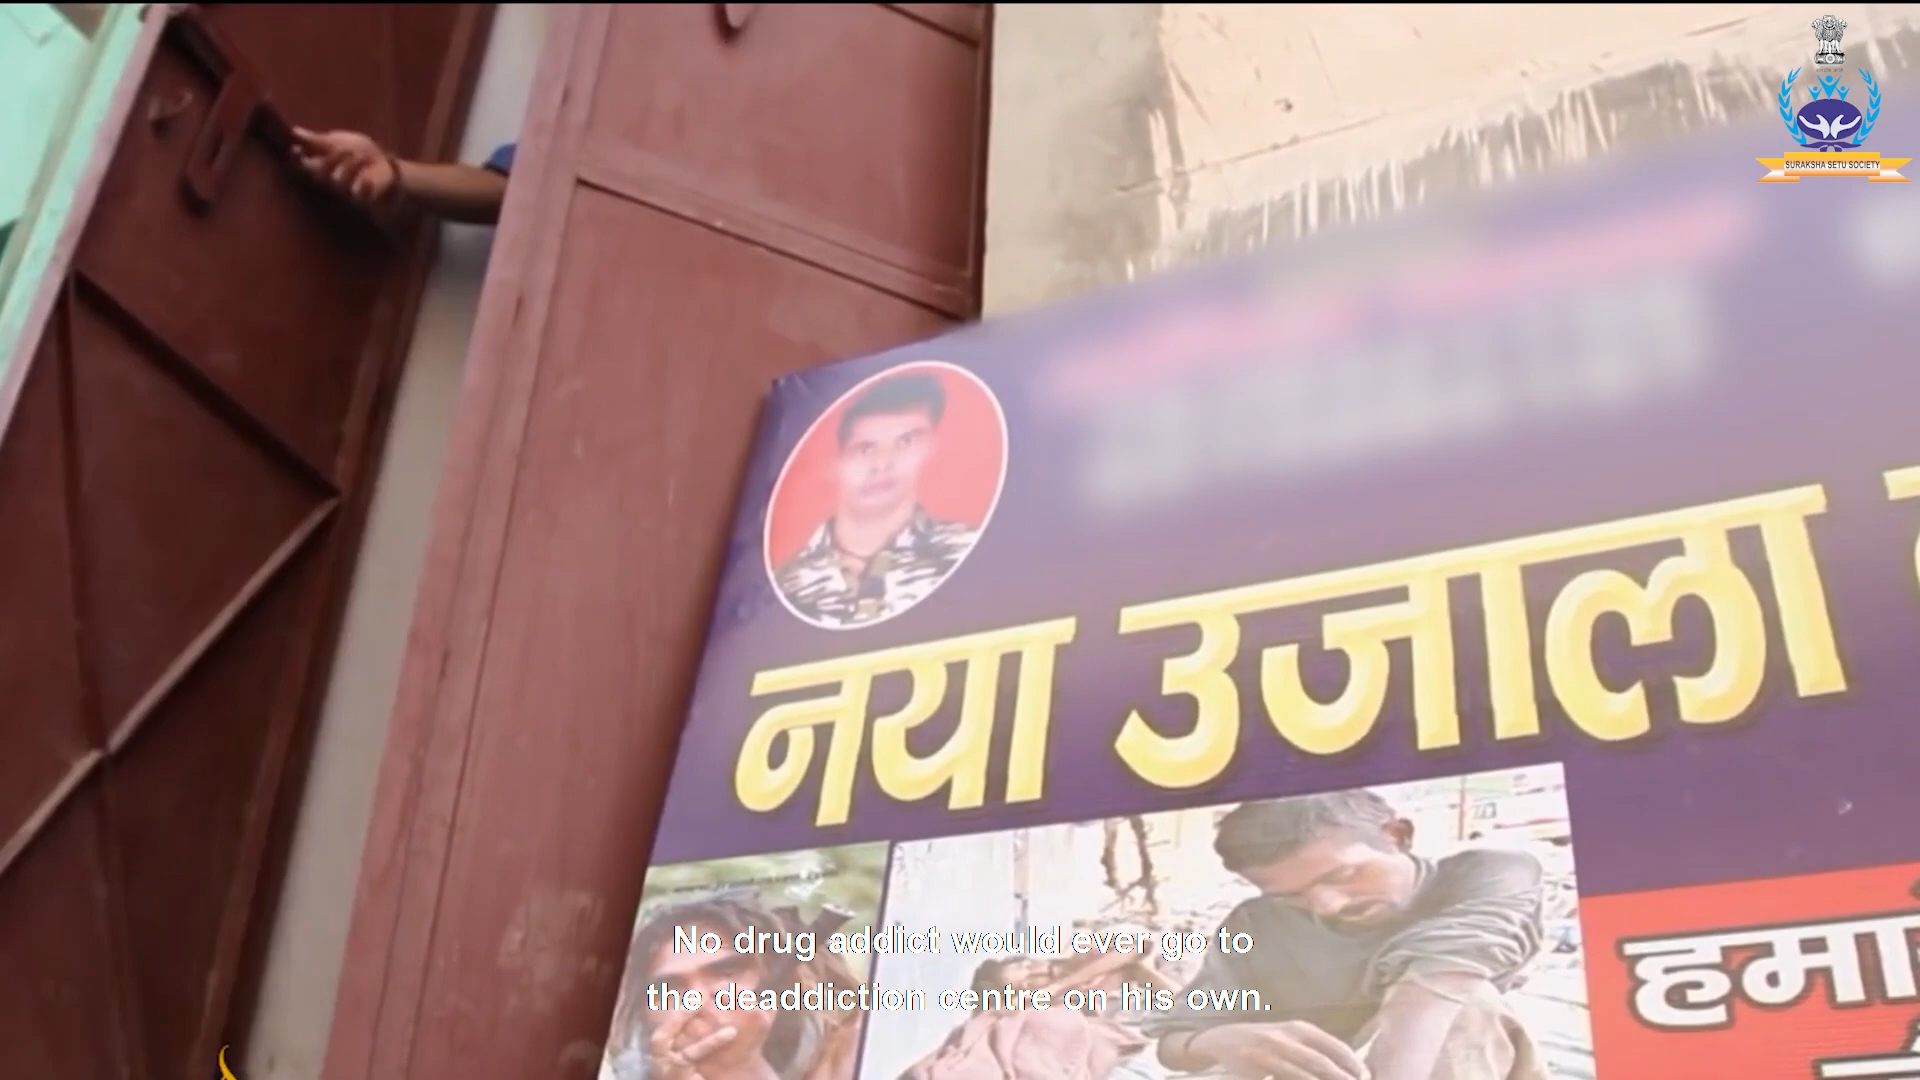 SURAKSHA SETU SOCIETY
नया उजाला
No drug addict would ever go to
the deaddiction centre on his own.